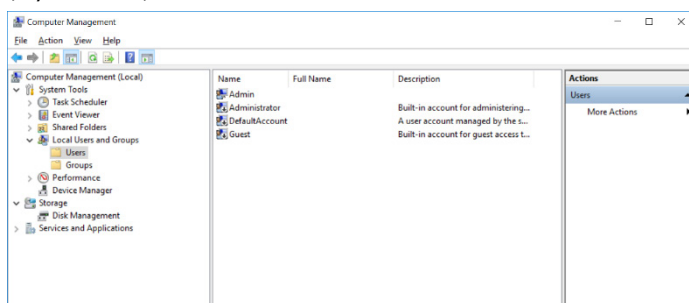 Computer Management
File Action View Help
Computer Management (Local)
System Tools
Task Scheduler
Event Viewer
Shared Folders
Local Users and Groups
Users
Groups
Performance
Device Manager
Storage
Disk Management
Services and Applications
Name Full Name Description
Admin
Administrator Built-in account for administering...
DefaultAccount A user account managed by the s...
Guest Built-in account for guest access t...
Actions
Users
More Actions